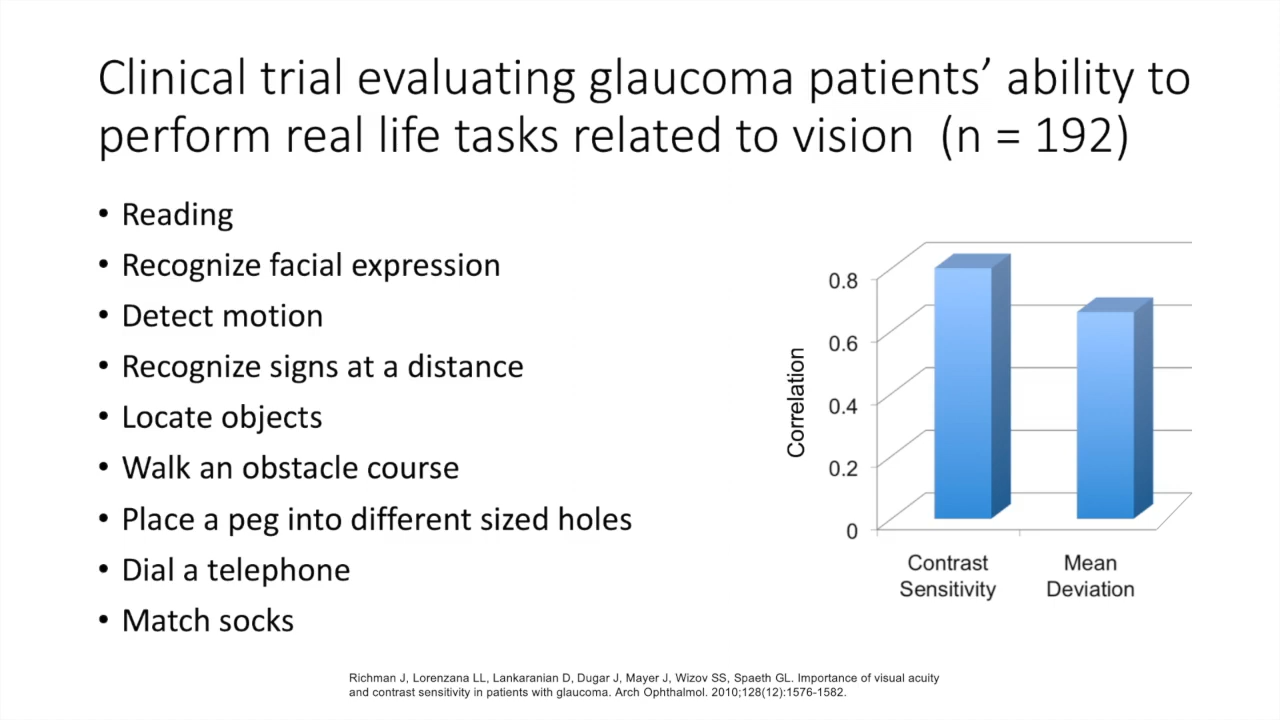 Clinical trial evaluating glaucoma patients’ ability to
perform real life tasks related to vision (n = 192)
• Reading
• Recognize facial expression
• Detect motion
• Recognize signs at a distance
• Locate objects
• Walk an obstacle course
• Place a peg into different sized holes
• Dial a telephone
• Match socks
Correlation
0.8
0.6
0.4
0.2
0
Contrast
Sensitivity
Mean
Deviation
Richman J, Lorenzana LL, Lankaranian D, Dugar J, Mayer J, Wizov SS, Spaeth GL. Importance of visual acuity
and contrast sensitivity in patients with glaucoma. Arch Ophthalmol. 2010;128(12):1576-1582.